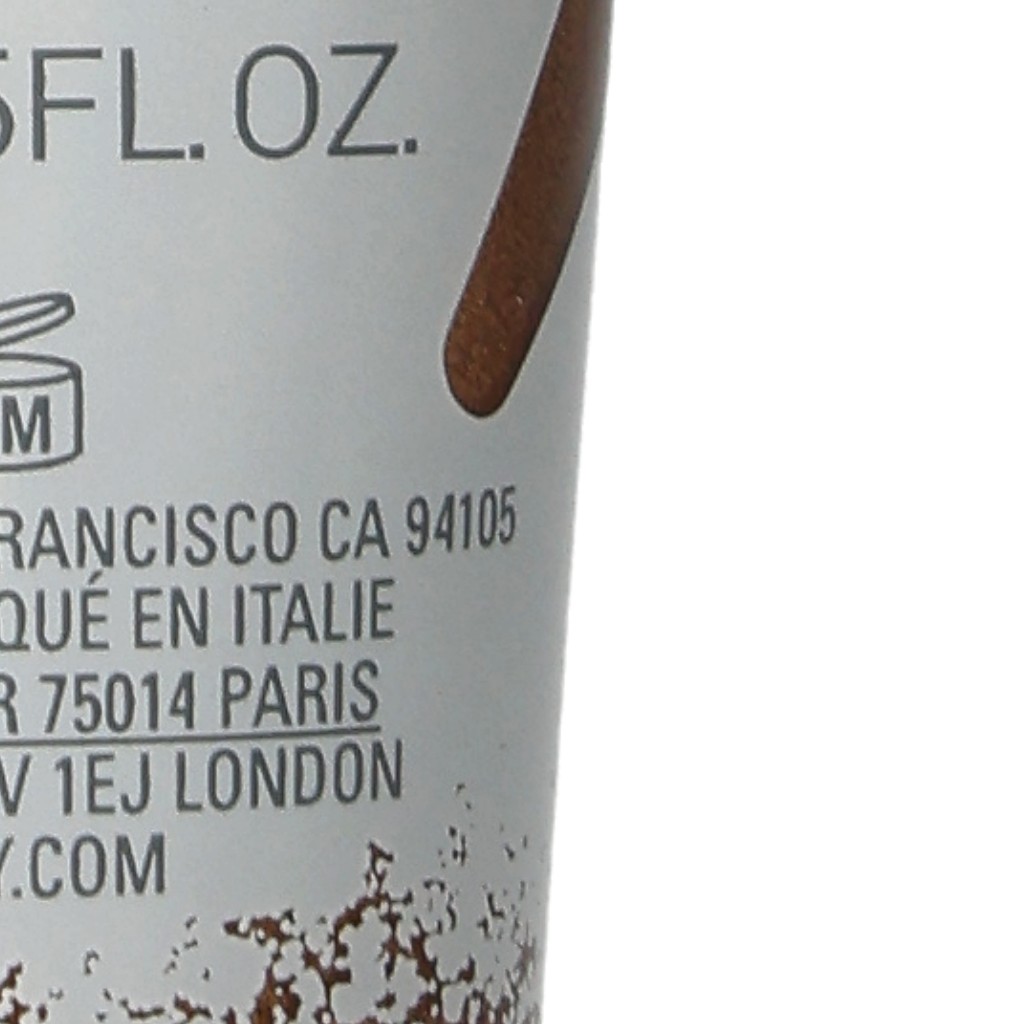 5FL. OZ.
M
RANCISCO CA 94105
QUÉ EN ITALIE
R 75014 PARIS
V 1EJ LONDON
Y.COM